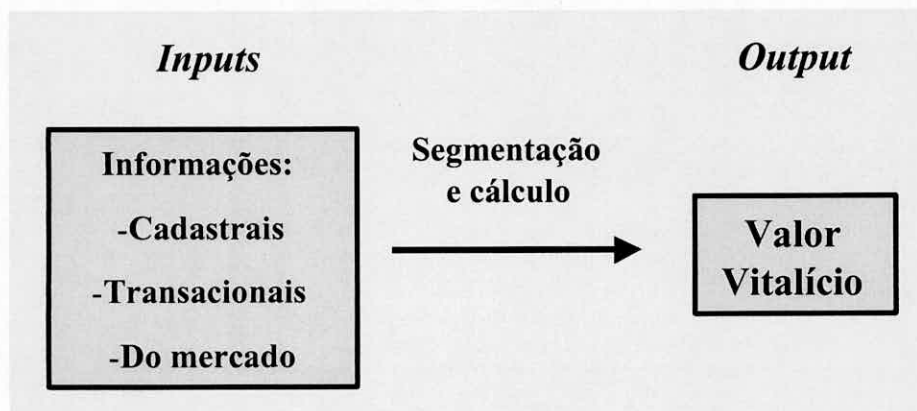 Inputs
Output
Informações:
-Cadastrais
-Transacionais
-Do mercado
Segmentação
e cálculo
Valor
Vitalício